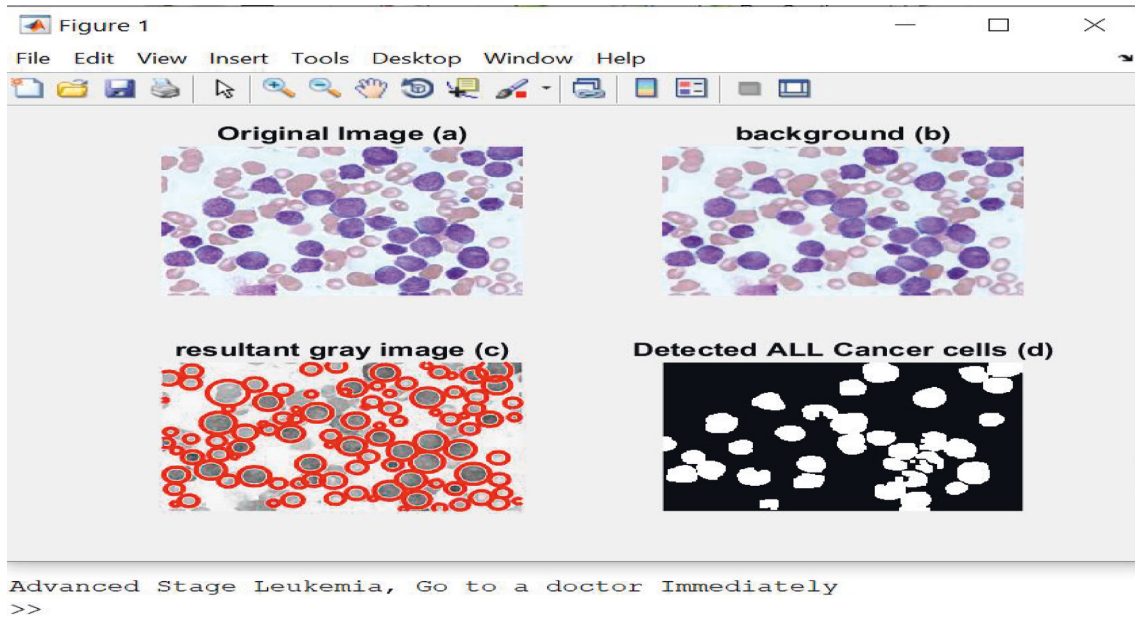 Figure 1
File Edit View Insert Tools Desktop Window Help
Original Image (a)
background (b)
resultant gray image (c)
Detected ALL Cancer cells (d)
Advanced Stage Leukemia, Go to a doctor Immediately
>>